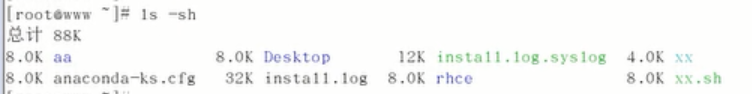 [root@www ~]# ls -sh
总计 88K
8.0K aa 8.0K Desktop 12K install.log.syslog 4.0K xx
8.0K anaconda-ks.cfg 32K install.log 8.0K rhce 8.0K xx.sh